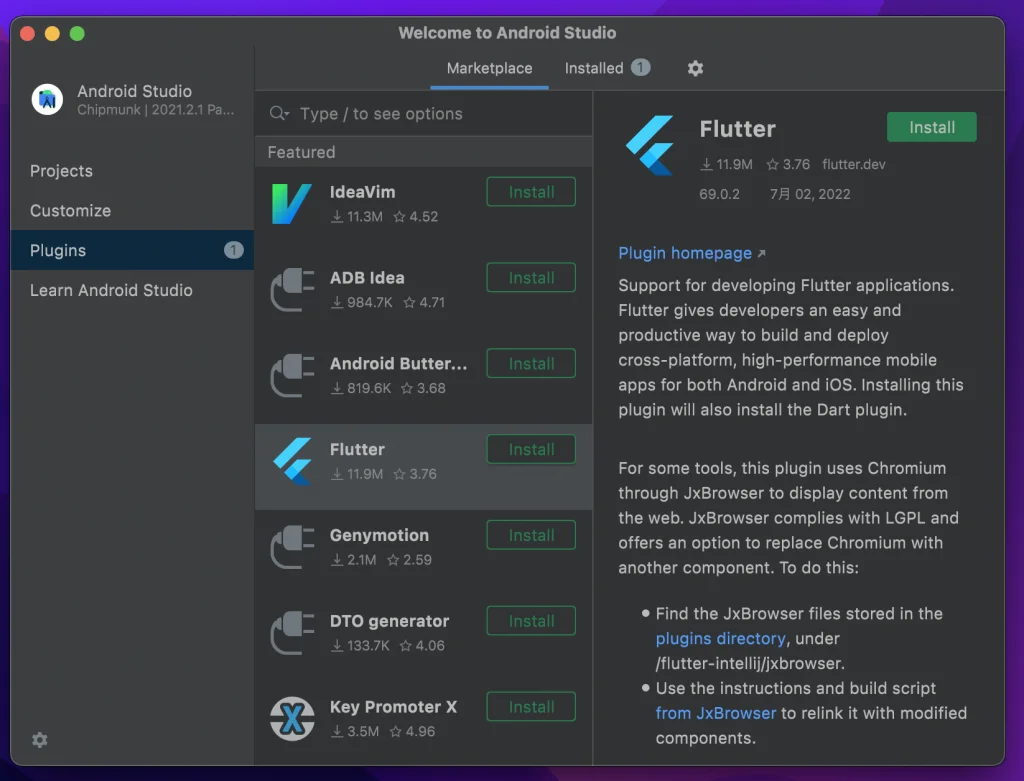 Welcome to Android Studio
Android Studio
Chipmunk | 2021.2.1 Pa...
Projects
Customize
Plugins 1
Learn Android Studio
Marketplace Installed 1
Type / to see options
Featured
IdeaVim Install
11.3M 4.52
ADB Idea Install
984.7K 4.71
Android Butter... Install
819.6K 3.68
Flutter Install
11.9M 3.76
Genymotion Install
2.1M 2.59
DTO generator Install
133.7K 4.06
Key Promoter X Install
3.5M 4.96
Flutter Install
11.9M 3.76 flutter.dev
69.0.2 7月 02, 2022
Plugin homepage ↗
Support for developing Flutter applications.
Flutter gives developers an easy and
productive way to build and deploy
cross-platform, high-performance mobile
apps for both Android and iOS. Installing this
plugin will also install the Dart plugin.
For some tools, this plugin uses Chromium
through JxBrowser to display content from
the web. JxBrowser complies with LGPL and
offers an option to replace Chromium with
another component. To do this:
• Find the JxBrowser files stored in the
plugins directory, under
/flutter-intellij/jxbrowser.
• Use the instructions and build script
from JxBrowser to relink it with modified
components.